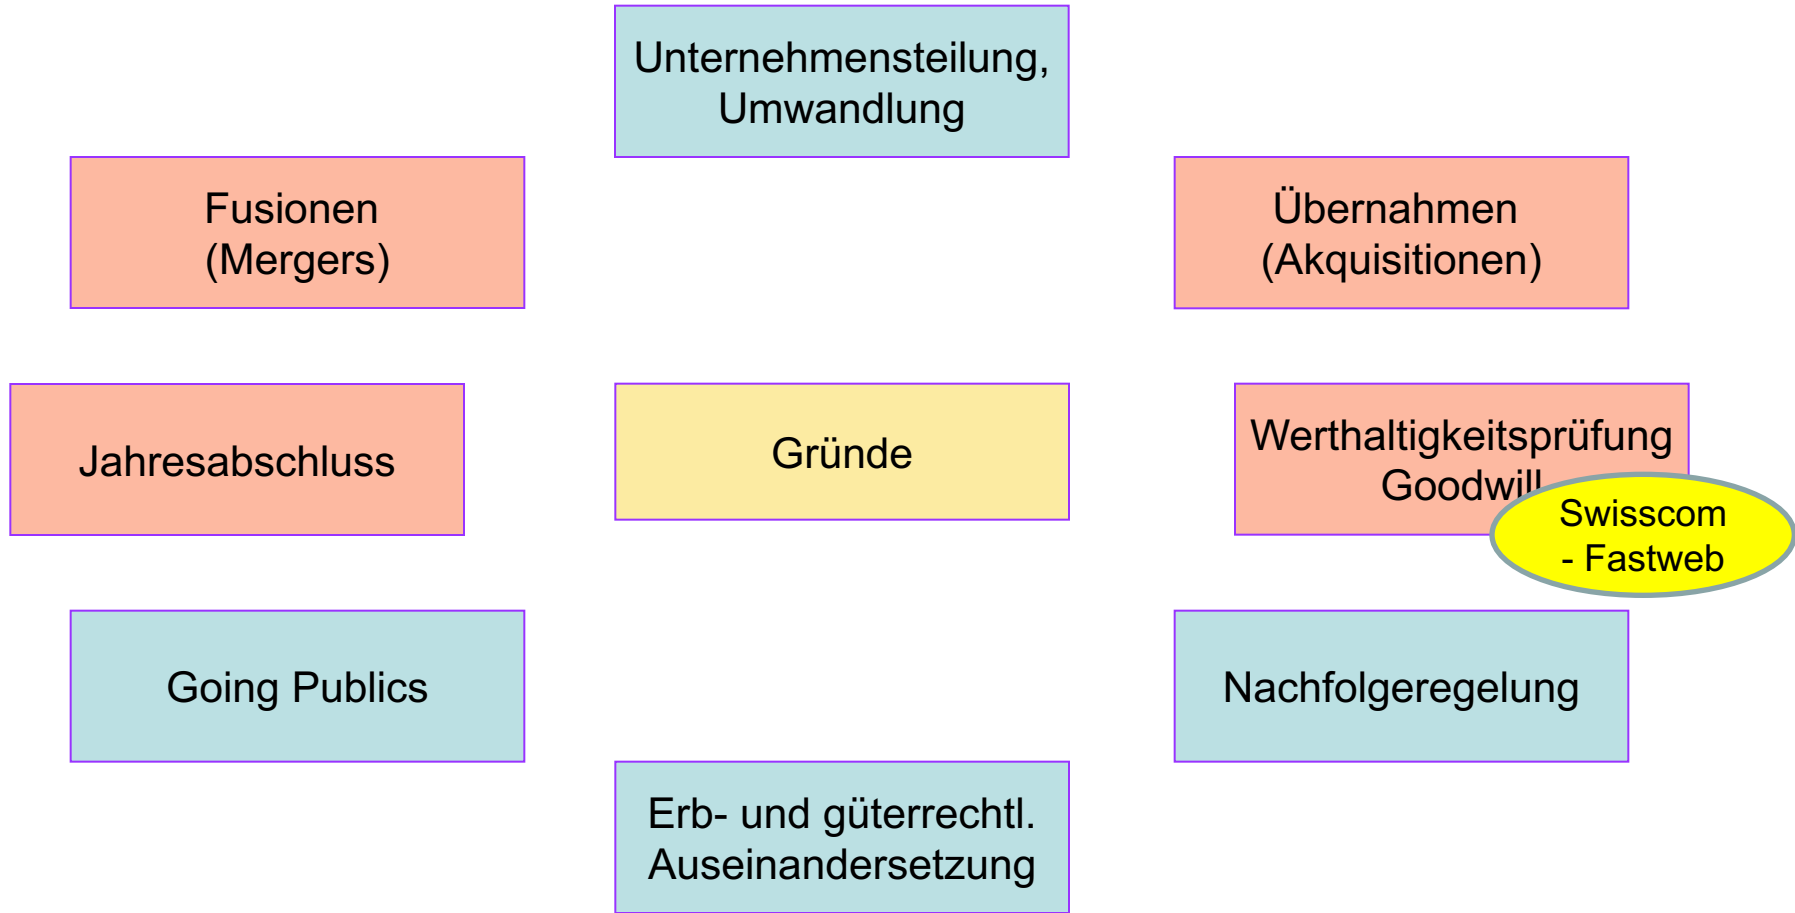 Unternehmensteilung,
Umwandlung
Fusionen
(Mergers)
Übernahmen
(Akquisitionen)
Jahresabschluss
Gründe
Werthaltigkeitsprüfung
Goodwill
Swisscom
- Fastweb
Going Publics
Nachfolgeregelung
Erb- und güterrechtl.
Auseinandersetzung